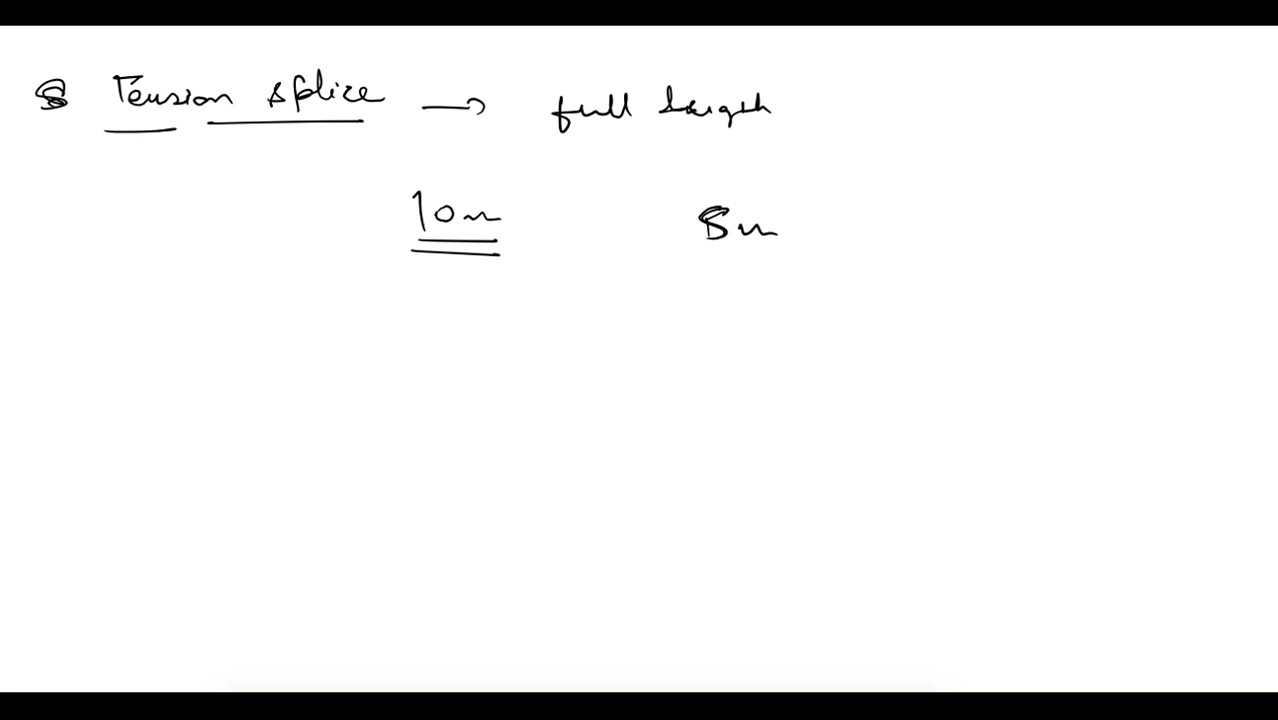 Tension splice → full length
10m 8m